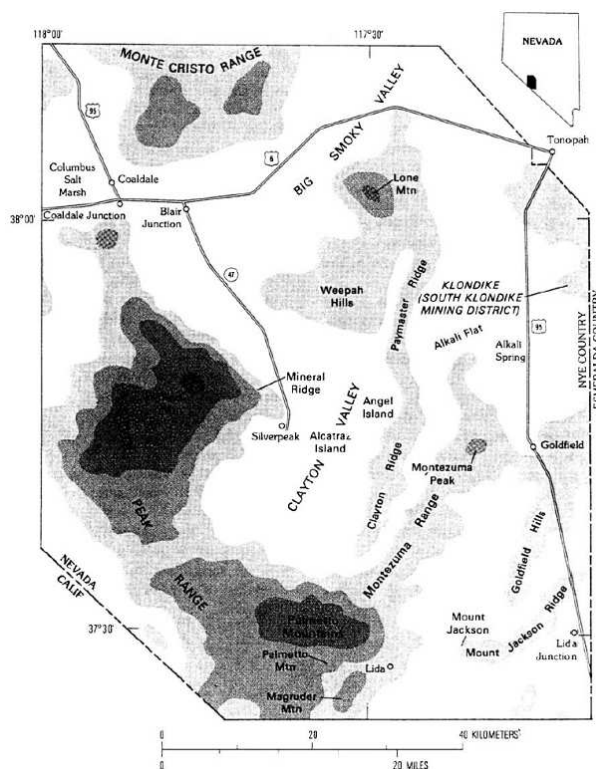 118°00'
117°30'
NEVADA
MONTE CRISTO RANGE
95
VALLEY
6
SMOKY
BIG
Tonopah
Columbus
Salt
Marsh
Coaldale
Lone
Mtn
Coaldale Junction
Blair
Junction
38°00'
47
Weepah
Hills
Paymaster Ridge
KLONDIKE
(SOUTH KLONDIKE
MINING DISTRICT)
95
Alkali Flat
Alkali
Spring
NYE COUNTRY
ESMERALDA COUNTRY
Mineral
Ridge
Angel
Island
Silverpeak
Alcatraz
Island
CLAYTON VALLEY
Goldfield
Montezuma
Peak
Clayton Ridge
PEAK
Montezuma Range
Goldfield Hills
NEVADA
CALIF
RANGE
37°30'
Palmetto
Mountains
Mount
Jackson
Mount Jackson Ridge
Lida
Junction
Palmetto
Mtn
Lida
Magruder
Mtn
0 20 40 KILOMETERS
0 20 MILES